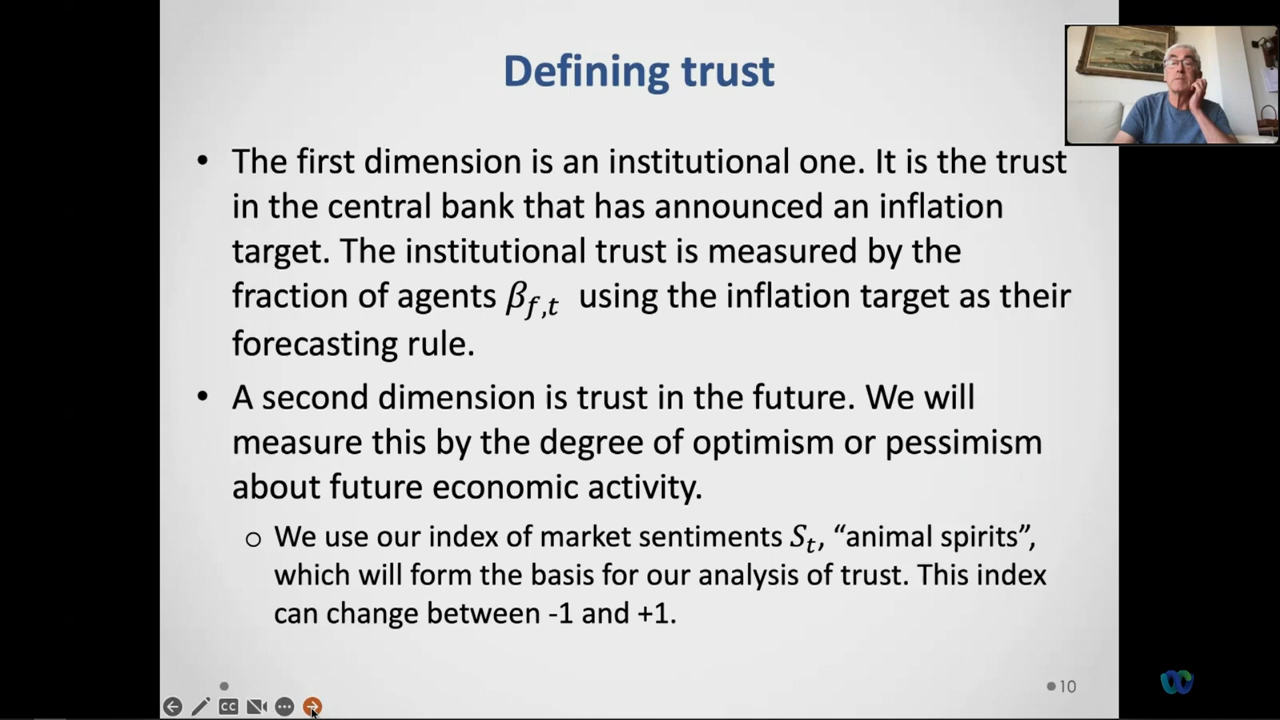 Defining trust
• The first dimension is an institutional one. It is the trust
in the central bank that has announced an inflation
target. The institutional trust is measured by the
fraction of agents β_{f,t} using the inflation target as their
forecasting rule.
• A second dimension is trust in the future. We will
measure this by the degree of optimism or pessimism
about future economic activity.
o We use our index of market sentiments S_t, “animal spirits”,
which will form the basis for our analysis of trust. This index
can change between -1 and +1.
CC
10